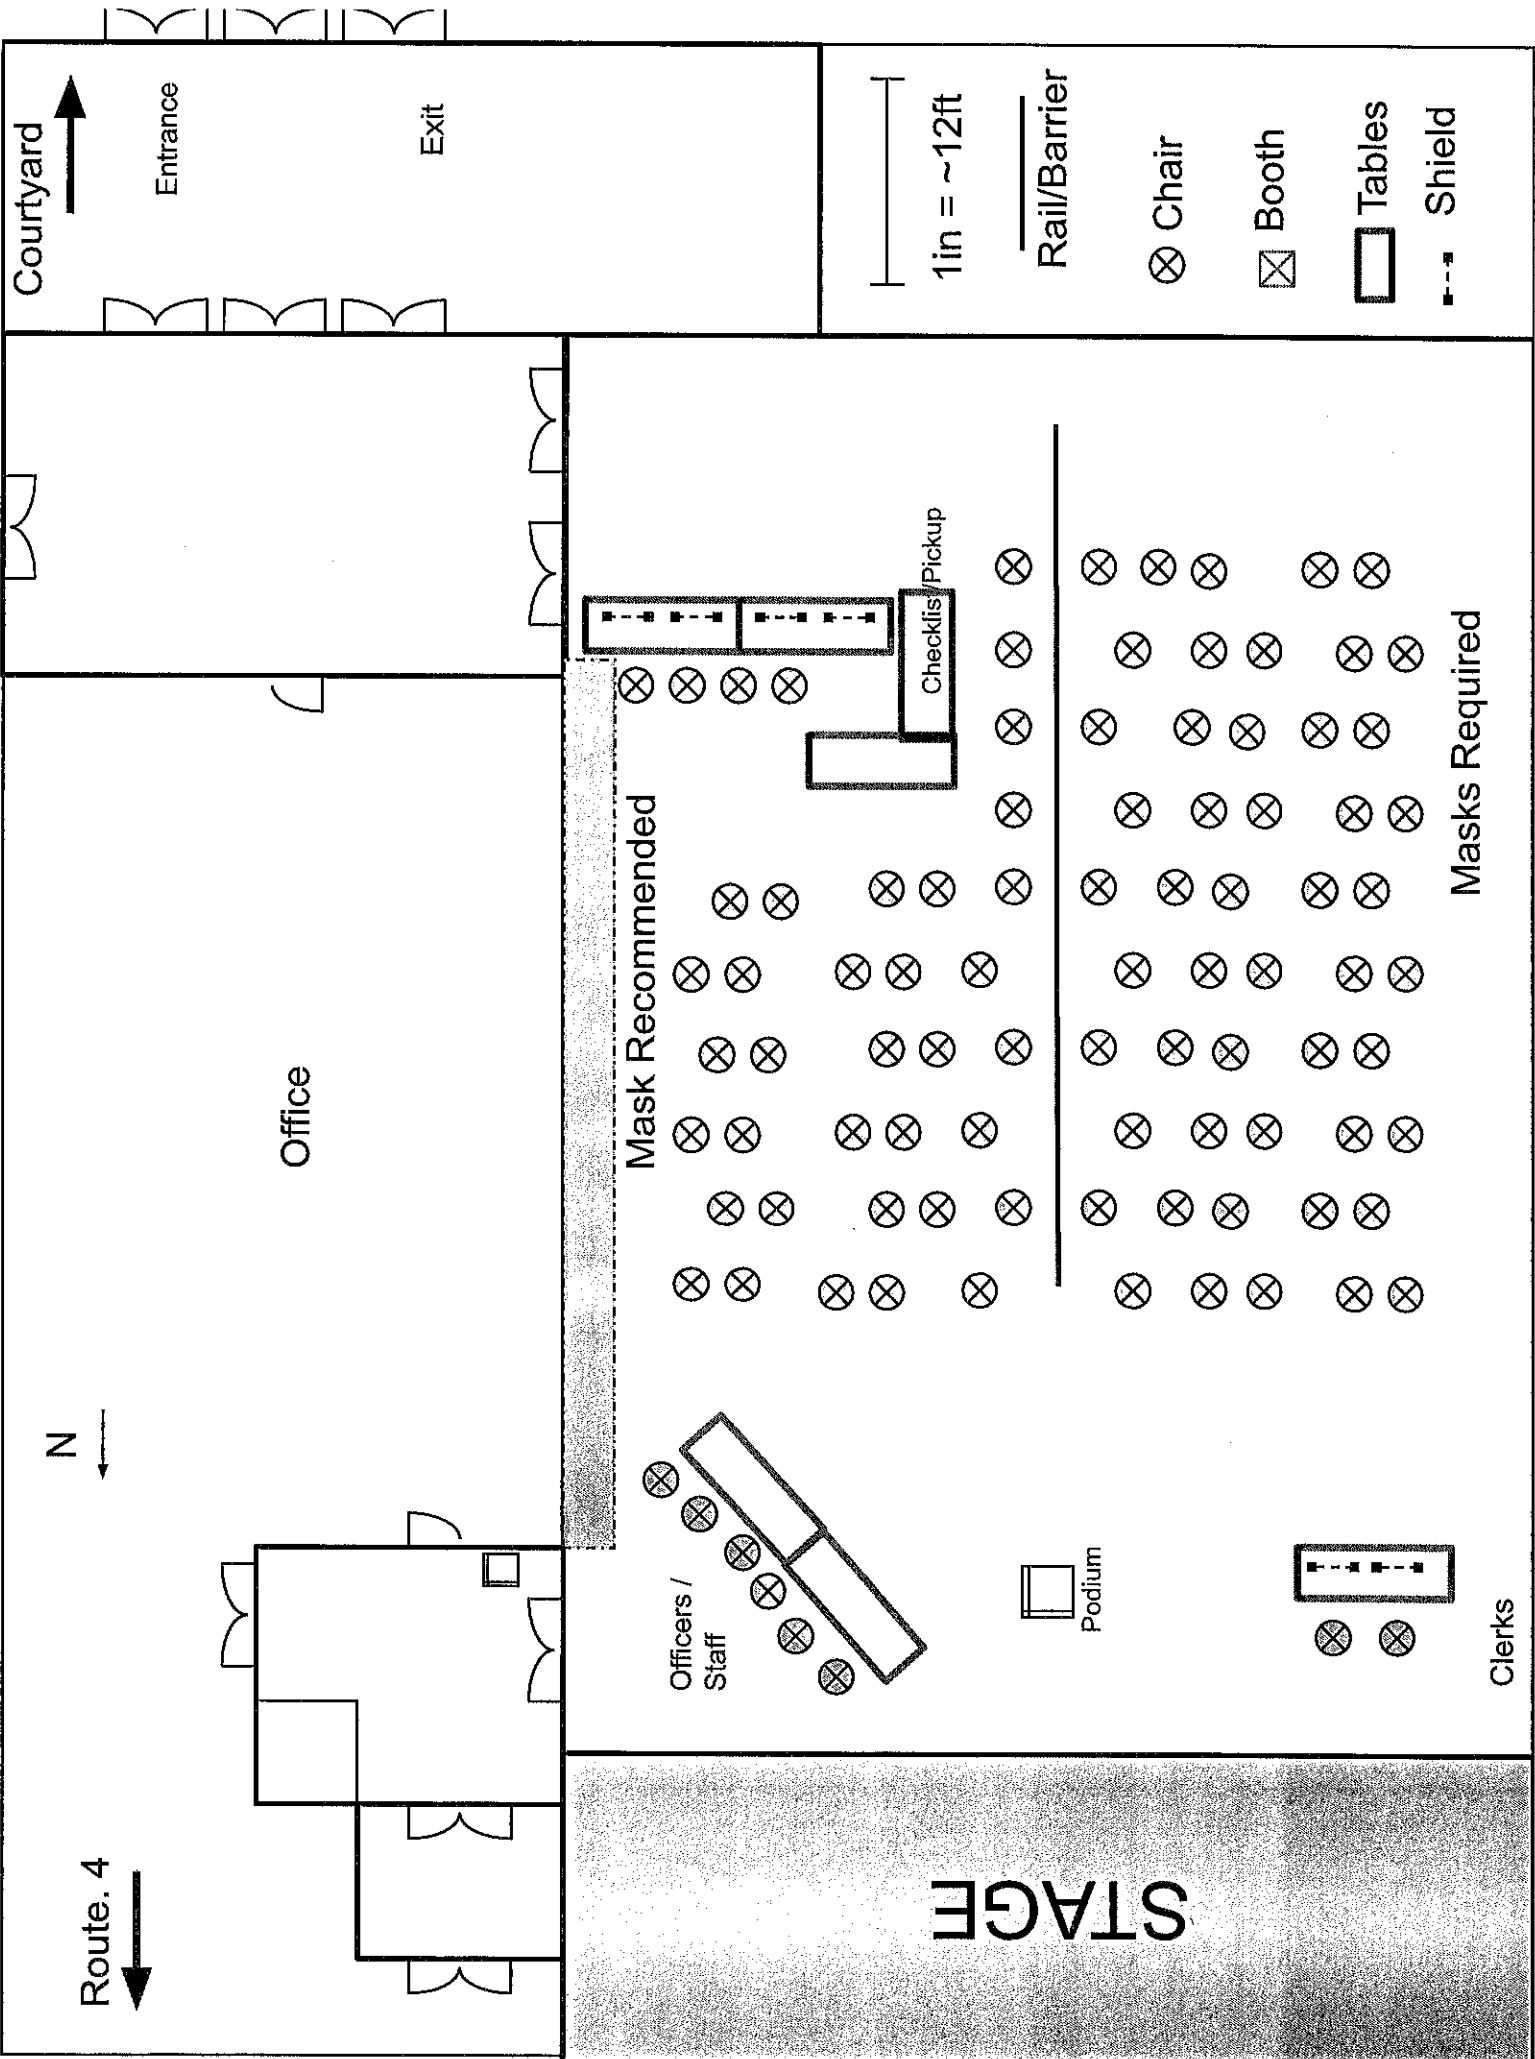 Courtyard
Entrance
Exit
1in = ~12ft
Rail/Barrier
Chair
Booth
Tables
Shield
Office
N
Route. 4
Mask Recommended
Checklist/Pickup
Masks Required
Officers /
Staff
Podium
Clerks
STAGE